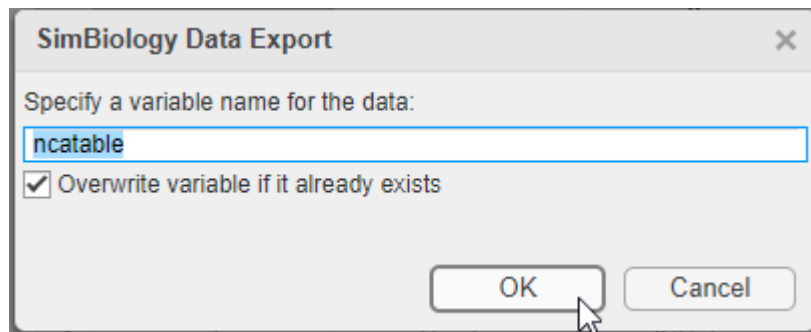 SimBiology Data Export
Specify a variable name for the data:
ncatable
Overwrite variable if it already exists
OK Cancel